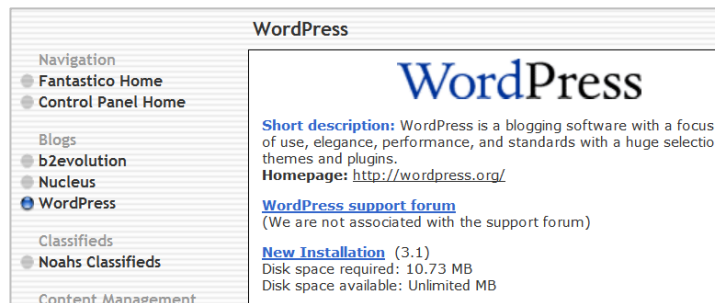 WordPress
Navigation
Fantastico Home
Control Panel Home
Blogs
b2evolution
Nucleus
WordPress
Classifieds
Noahs Classifieds
Content Management
WordPress
Short description: WordPress is a blogging software with a focus
of use, elegance, performance, and standards with a huge selectio
themes and plugins.
Homepage: http://wordpress.org/
WordPress support forum
(We are not associated with the support forum)
New Installation (3.1)
Disk space required: 10.73 MB
Disk space available: Unlimited MB